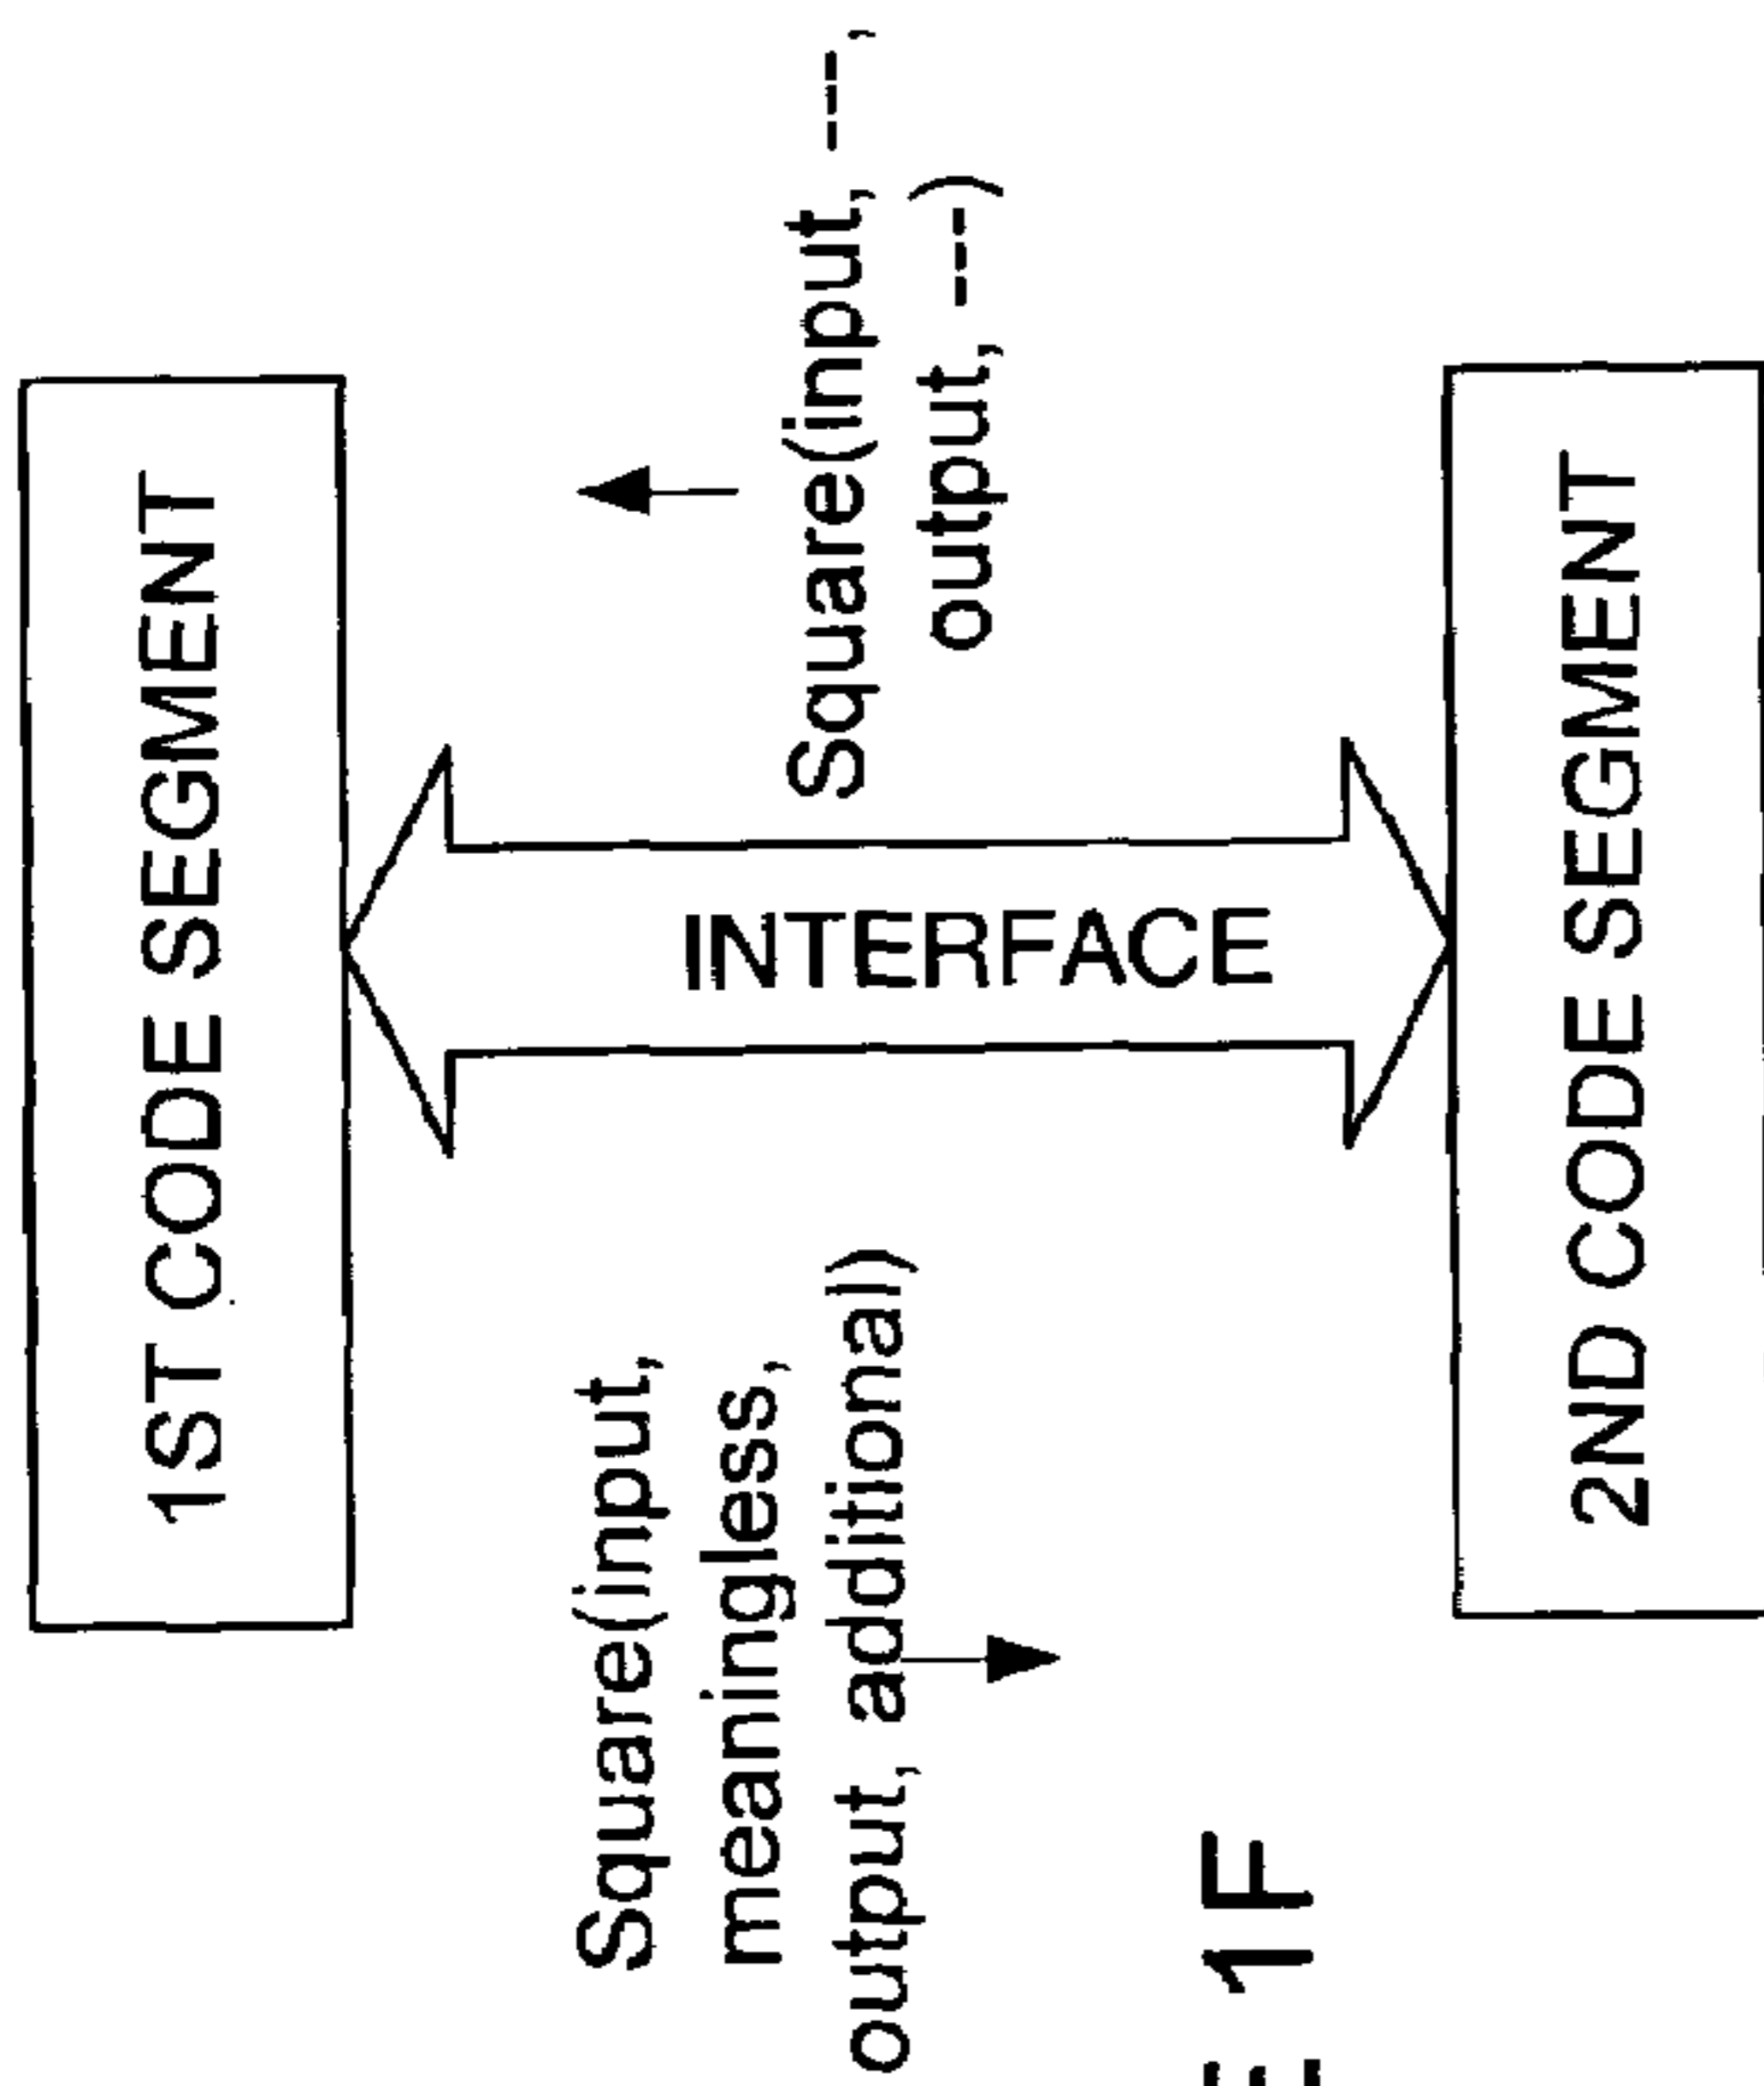 1ST CODE SEGMENT
Square(input,
meaningless,
output, additional)
INTERFACE
Square(input, ---,
output, ---)
2ND CODE SEGMENT
1F